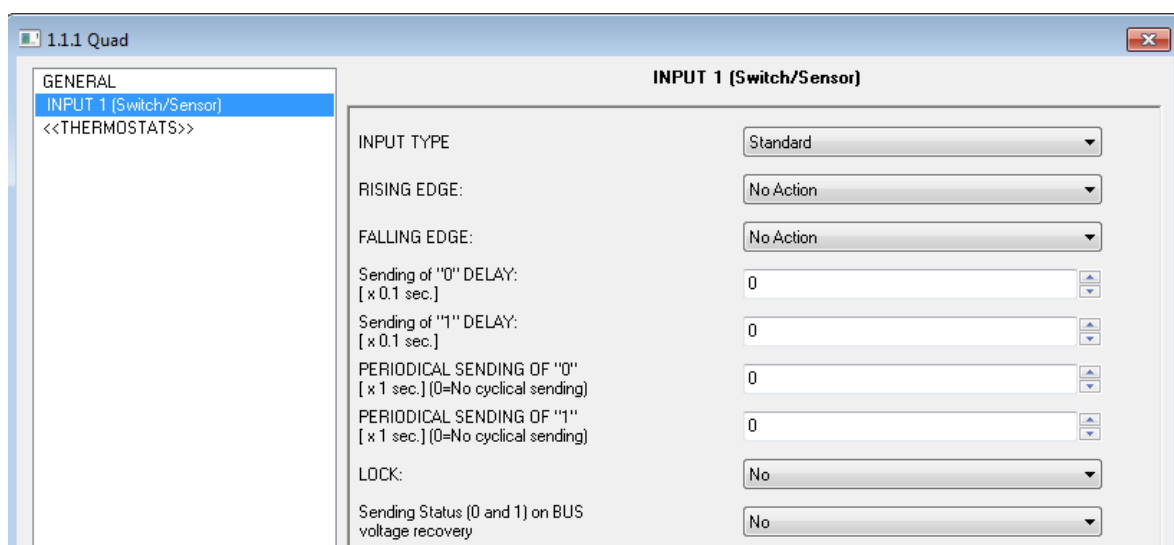 1.1.1 Quad
GENERAL
INPUT 1 (Switch/Sensor)
<<THERMOSTATS>>
INPUT 1 (Switch/Sensor)
INPUT TYPE
Standard
RISING EDGE:
No Action
FALLING EDGE:
No Action
Sending of "0" DELAY:
[ x 0.1 sec.]
0
Sending of "1" DELAY:
[ x 0.1 sec.]
0
PERIODICAL SENDING OF "0"
[ x 1 sec.] (0=No cyclical sending)
0
PERIODICAL SENDING OF "1"
[ x 1 sec.] (0=No cyclical sending)
0
LOCK:
No
Sending Status (0 and 1) on BUS
voltage recovery
No